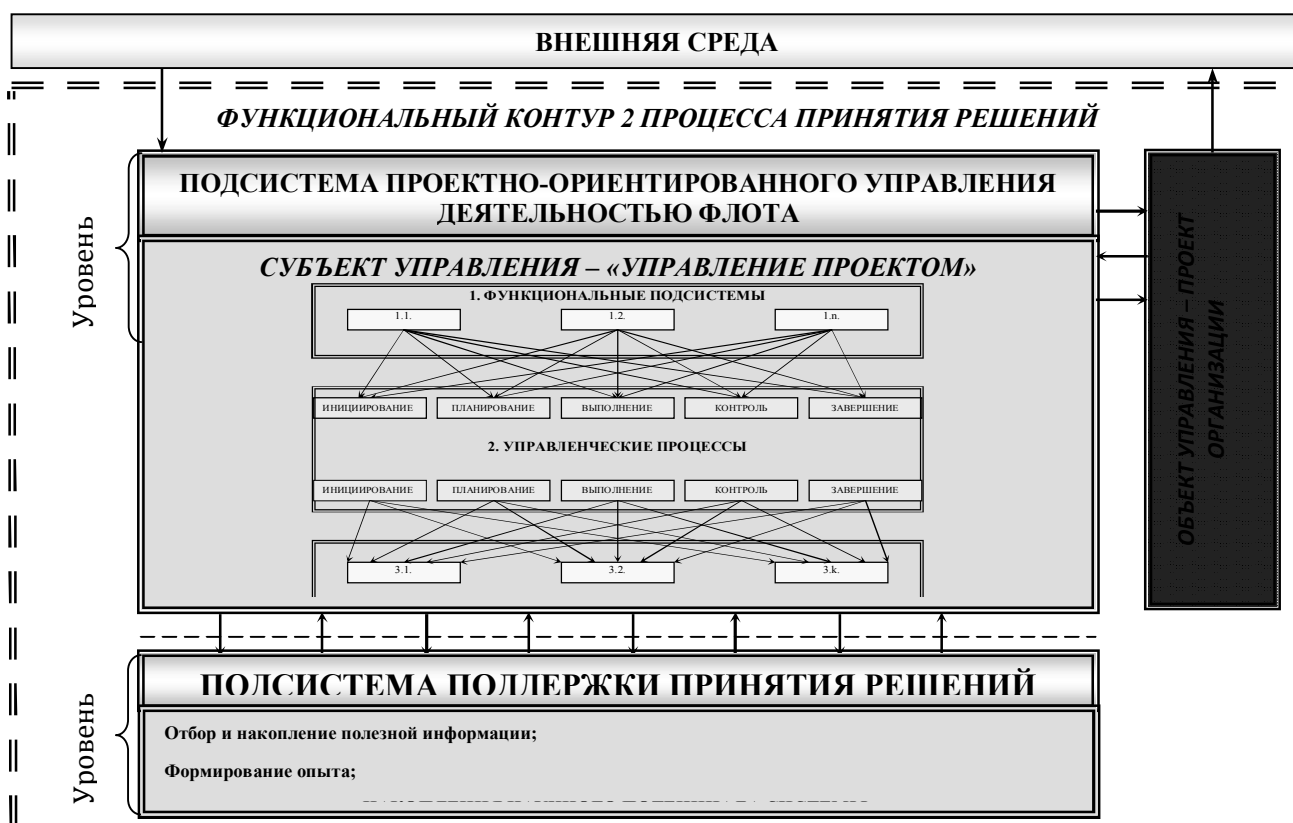 ВНЕШНЯЯ СРЕДА
ФУНКЦИОНАЛЬНЫЙ КОНТУР 2 ПРОЦЕССА ПРИНЯТИЯ РЕШЕНИЙ
Уровень
ПОДСИСТЕМА ПРОЕКТНО-ОРИЕНТИРОВАННОГО УПРАВЛЕНИЯ
ДЕЯТЕЛЬНОСТЬЮ ФЛОТА
СУБЪЕКТ УПРАВЛЕНИЯ – «УПРАВЛЕНИЕ ПРОЕКТОМ»
1. ФУНКЦИОНАЛЬНЫЕ ПОДСИСТЕМЫ
1.1. 1.2. 1.n.
ИНИЦИИРОВАНИЕ ПЛАНИРОВАНИЕ ВЫПОЛНЕНИЕ КОНТРОЛЬ ЗАВЕРШЕНИЕ
2. УПРАВЛЕНЧЕСКИЕ ПРОЦЕССЫ
ИНИЦИИРОВАНИЕ ПЛАНИРОВАНИЕ ВЫПОЛНЕНИЕ КОНТРОЛЬ ЗАВЕРШЕНИЕ
3.1. 3.2. 3.k.
ОБЪЕКТ УПРАВЛЕНИЯ – ПРОЕКТ
ОРГАНИЗАЦИИ
Уровень
ПОДСИСТЕМА ПОДДЕРЖКИ ПРИНЯТИЯ РЕШЕНИЙ
Отбор и накопление полезной информации;
Формирование опыта;